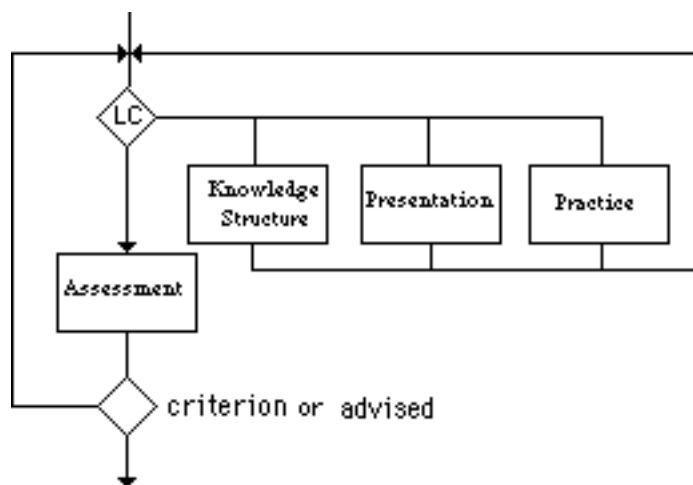 LC
Knowledge
Structure
Presentation
Practice
Assessment
criterion or advised